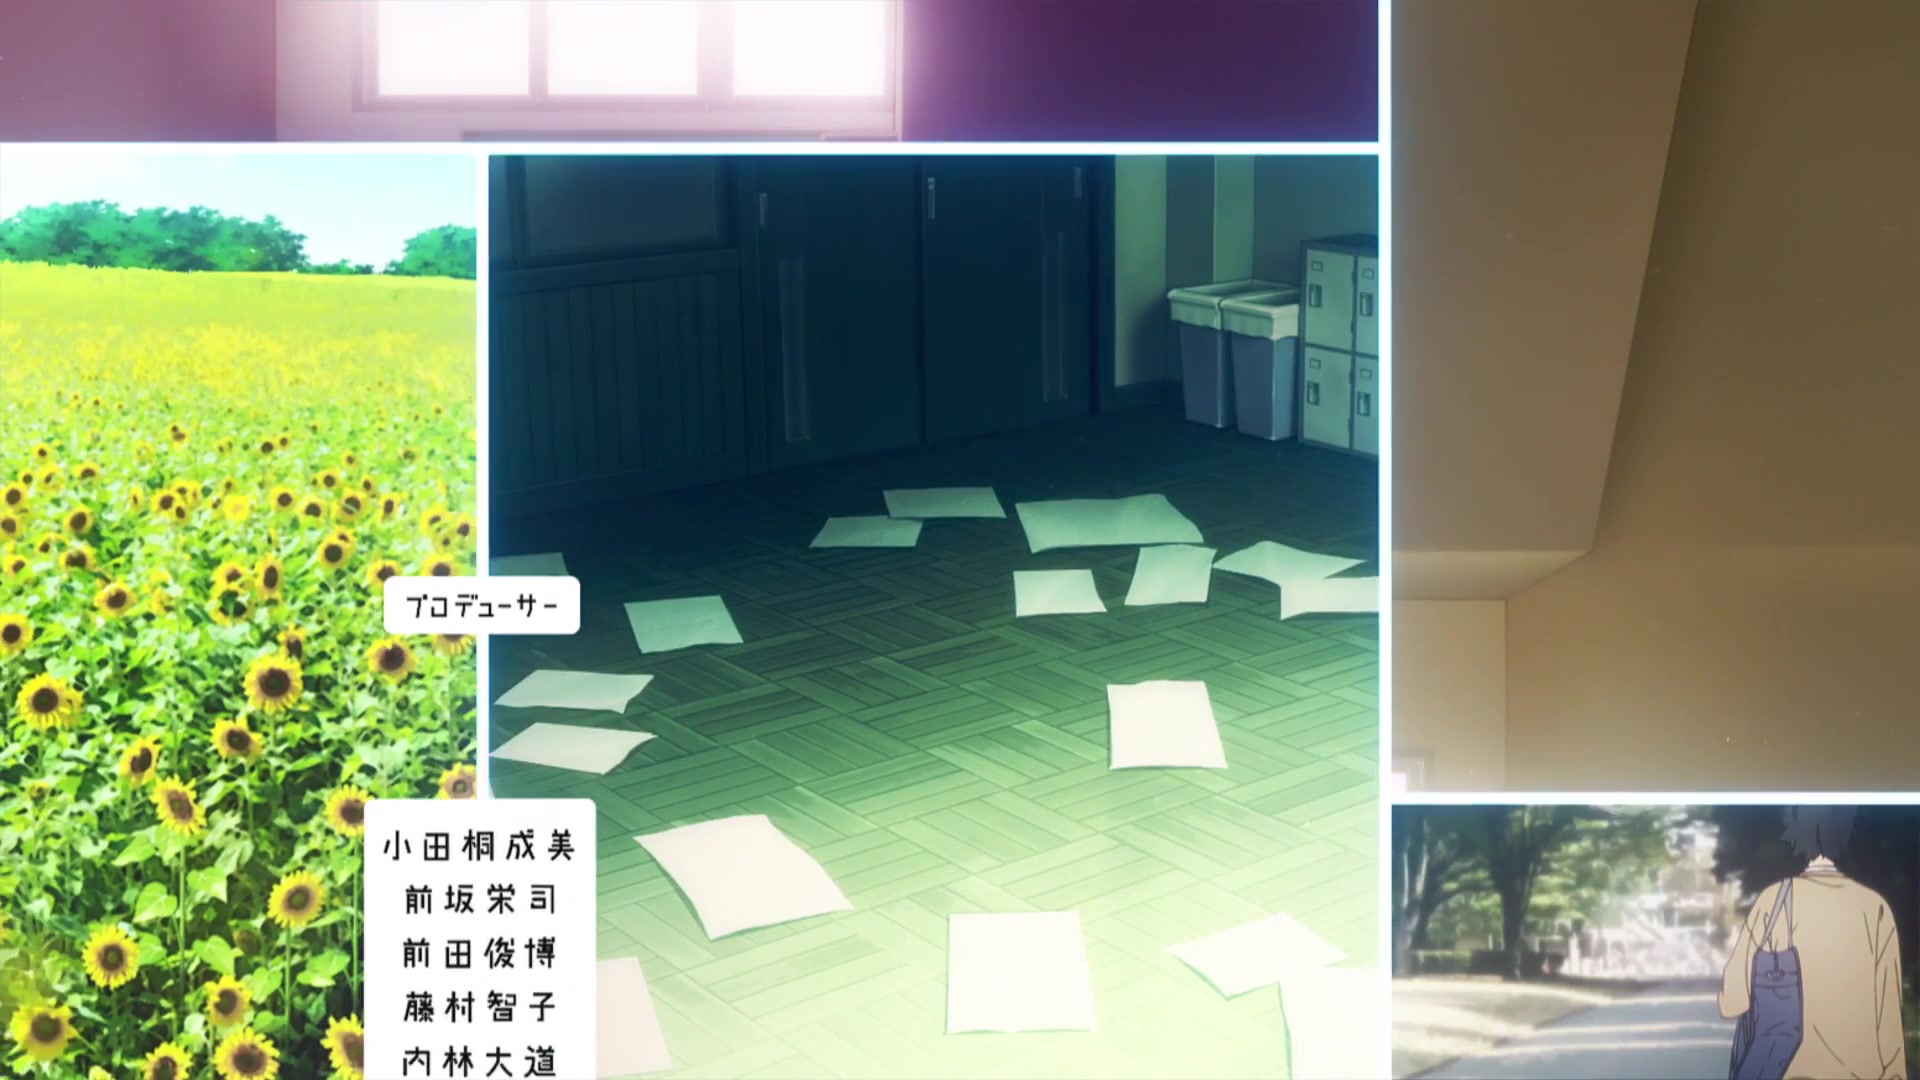 プロデューサー
小田桐成美
前坂栄司
前田俊博
藤村智子
内林大道